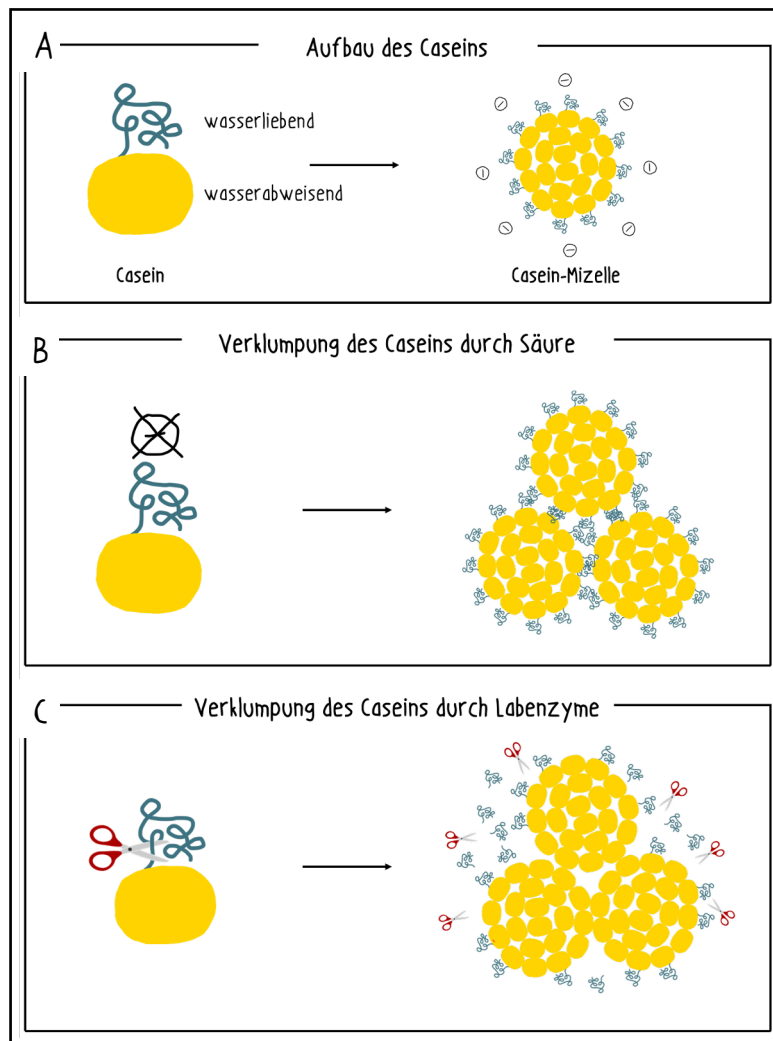 A
Aufbau des Caseins
wasserliebend
wasserabweisend
Casein
Casein-Mizelle
B
Verklumpung des Caseins durch Säure
C
Verklumpung des Caseins durch Labenzyme